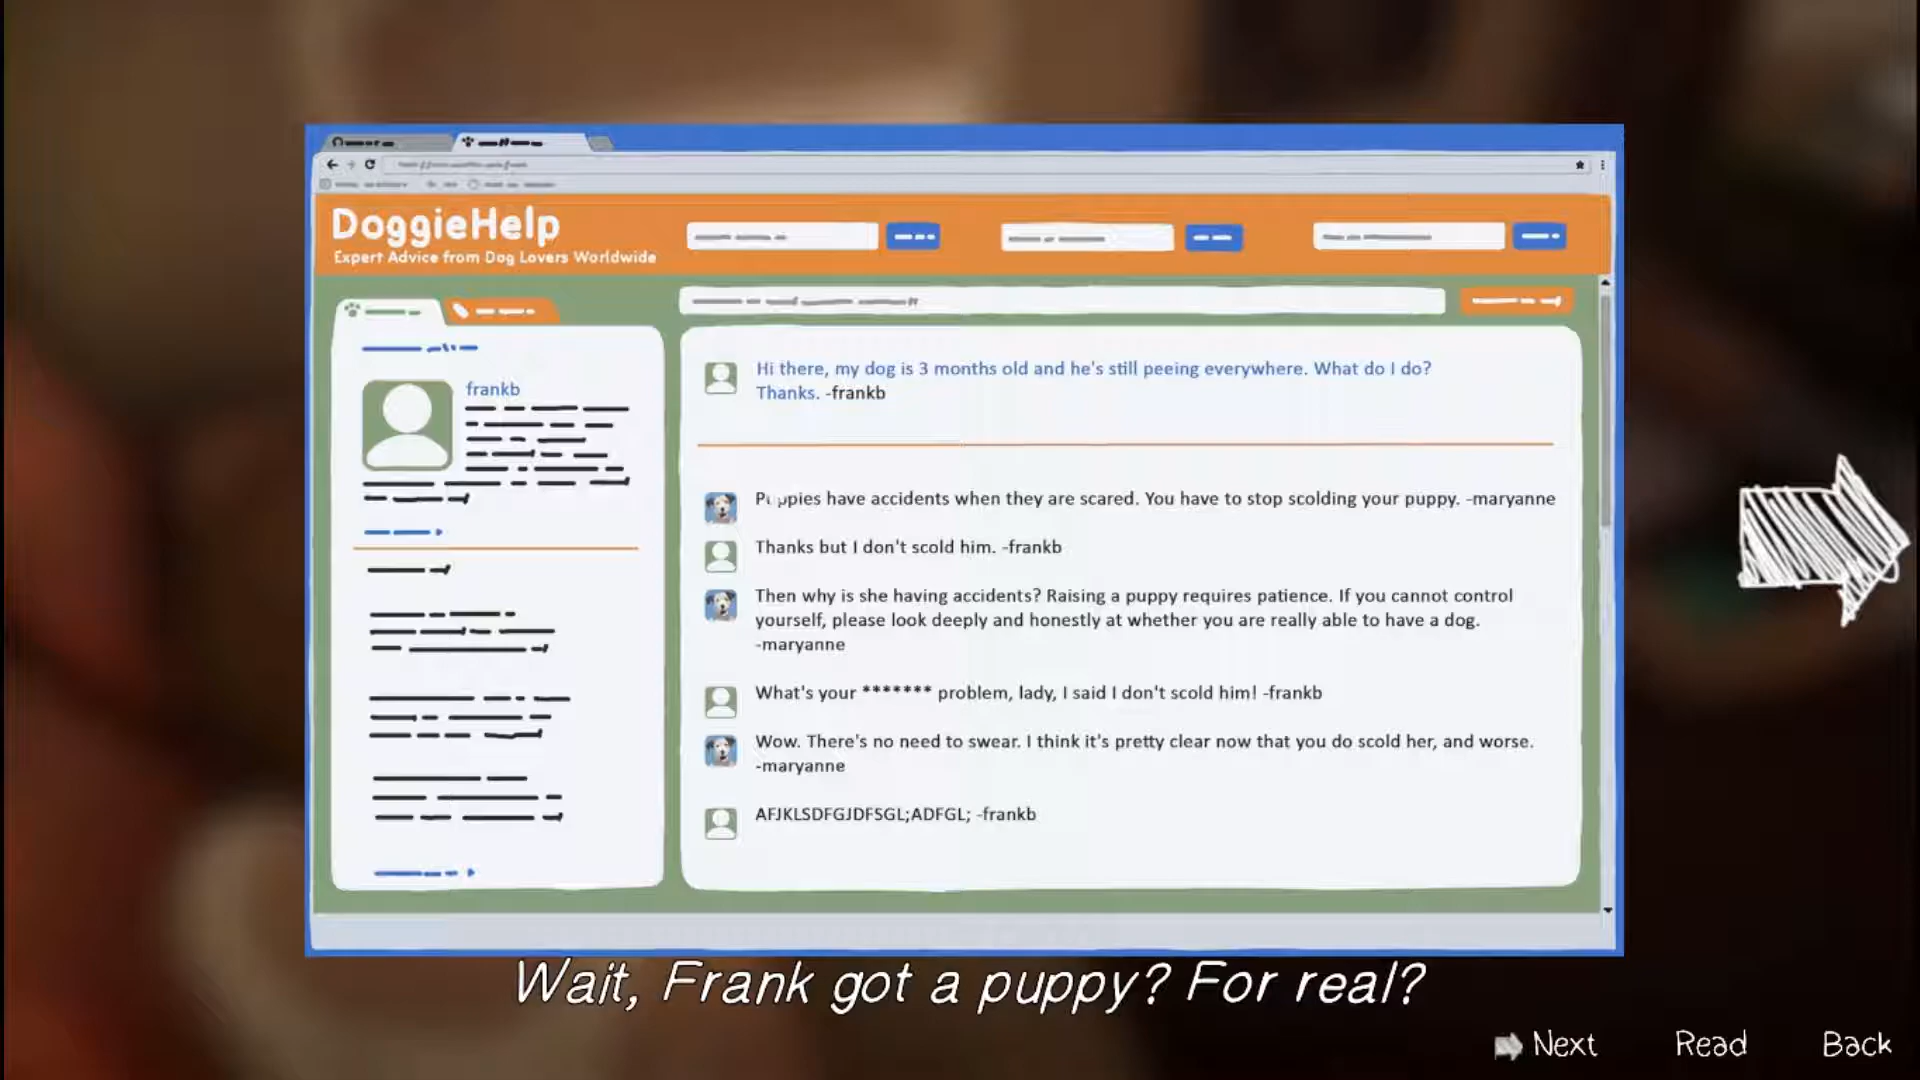 DoggieHelp
Expert Advice from Dog Lovers Worldwide
frankb
Hi there, my dog is 3 months old and he's still peeing everywhere. What do I do?
Thanks. -frankb
Puppies have accidents when they are scared. You have to stop scolding your puppy. -maryanne
Thanks but I don't scold him. -frankb
Then why is she having accidents? Raising a puppy requires patience. If you cannot control
yourself, please look deeply and honestly at whether you are really able to have a dog.
-maryanne
What's your ******* problem, lady, I said I don't scold him! -frankb
Wow. There's no need to swear. I think it's pretty clear now that you do scold her, and worse.
-maryanne
AFJKLSDFGJDFSGL;ADFGL; -frankb
Wait, Frank got a puppy? For real?
Next Read Back